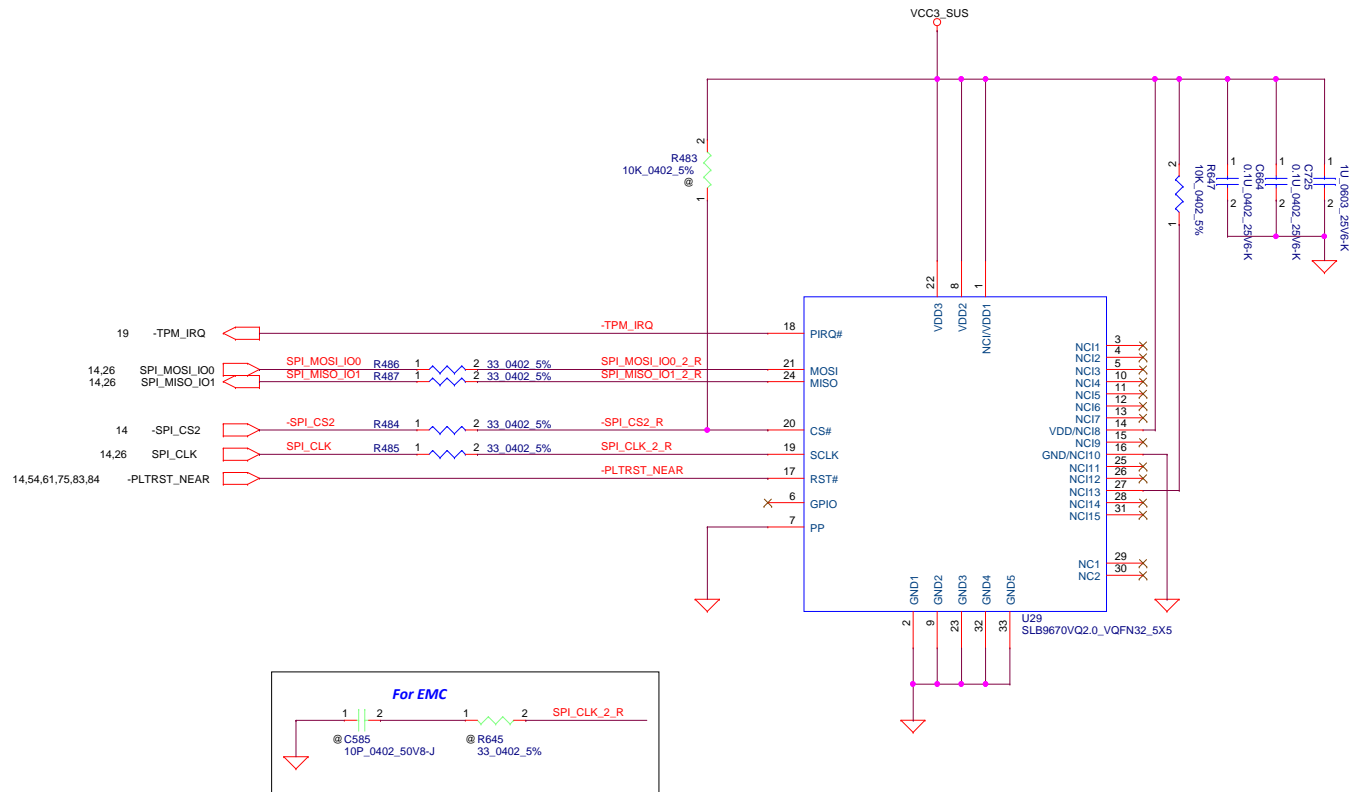 VCC3_SUS
2
R483
10K_0402_5%
@
1
2
R647
10K_0402_5%
1
1
C664
0.1U_0402_25V6-K
2
1
C725
0.1U_0402_25V6-K
2
1
1U_0603_25V6-K
2
22
8
1
VDD3
VDD2
NCI/VDD1
19 -TPM_IRQ -TPM_IRQ 18 PIRQ#
14,26 SPI_MOSI_IO0 SPI_MOSI_IO0 R486 1 2 33_0402_5% SPI_MOSI_IO0_2_R 21 MOSI
14,26 SPI_MISO_IO1 SPI_MISO_IO1 R487 1 2 33_0402_5% SPI_MISO_IO1_2_R 24 MISO
14 -SPI_CS2 -SPI_CS2 R484 1 2 33_0402_5% -SPI_CS2_R 20 CS#
14,26 SPI_CLK SPI_CLK R485 1 2 33_0402_5% SPI_CLK_2_R 19 SCLK
14,54,61,75,83,84 -PLTRST_NEAR -PLTRST_NEAR 17 RST#
6 GPIO
7 PP
NCI1 3
NCI2 4
NCI3 5
NCI4 10
NCI5 11
NCI6 12
NCI7 13
VDD/NCI8 14
NCI9 15
GND/NCI10 16
NCI11 25
NCI12 26
NCI13 27
NCI14 28
NCI15 31
NC1 29
NC2 30
GND1
GND2
GND3
GND4
GND5
2
9
23
32
33
U29
SLB9670VQ2.0_VQFN32_5X5
For EMC
1 2 1 2 SPI_CLK_2_R
@ C585 @ R645
10P_0402_50V8-J 33_0402_5%